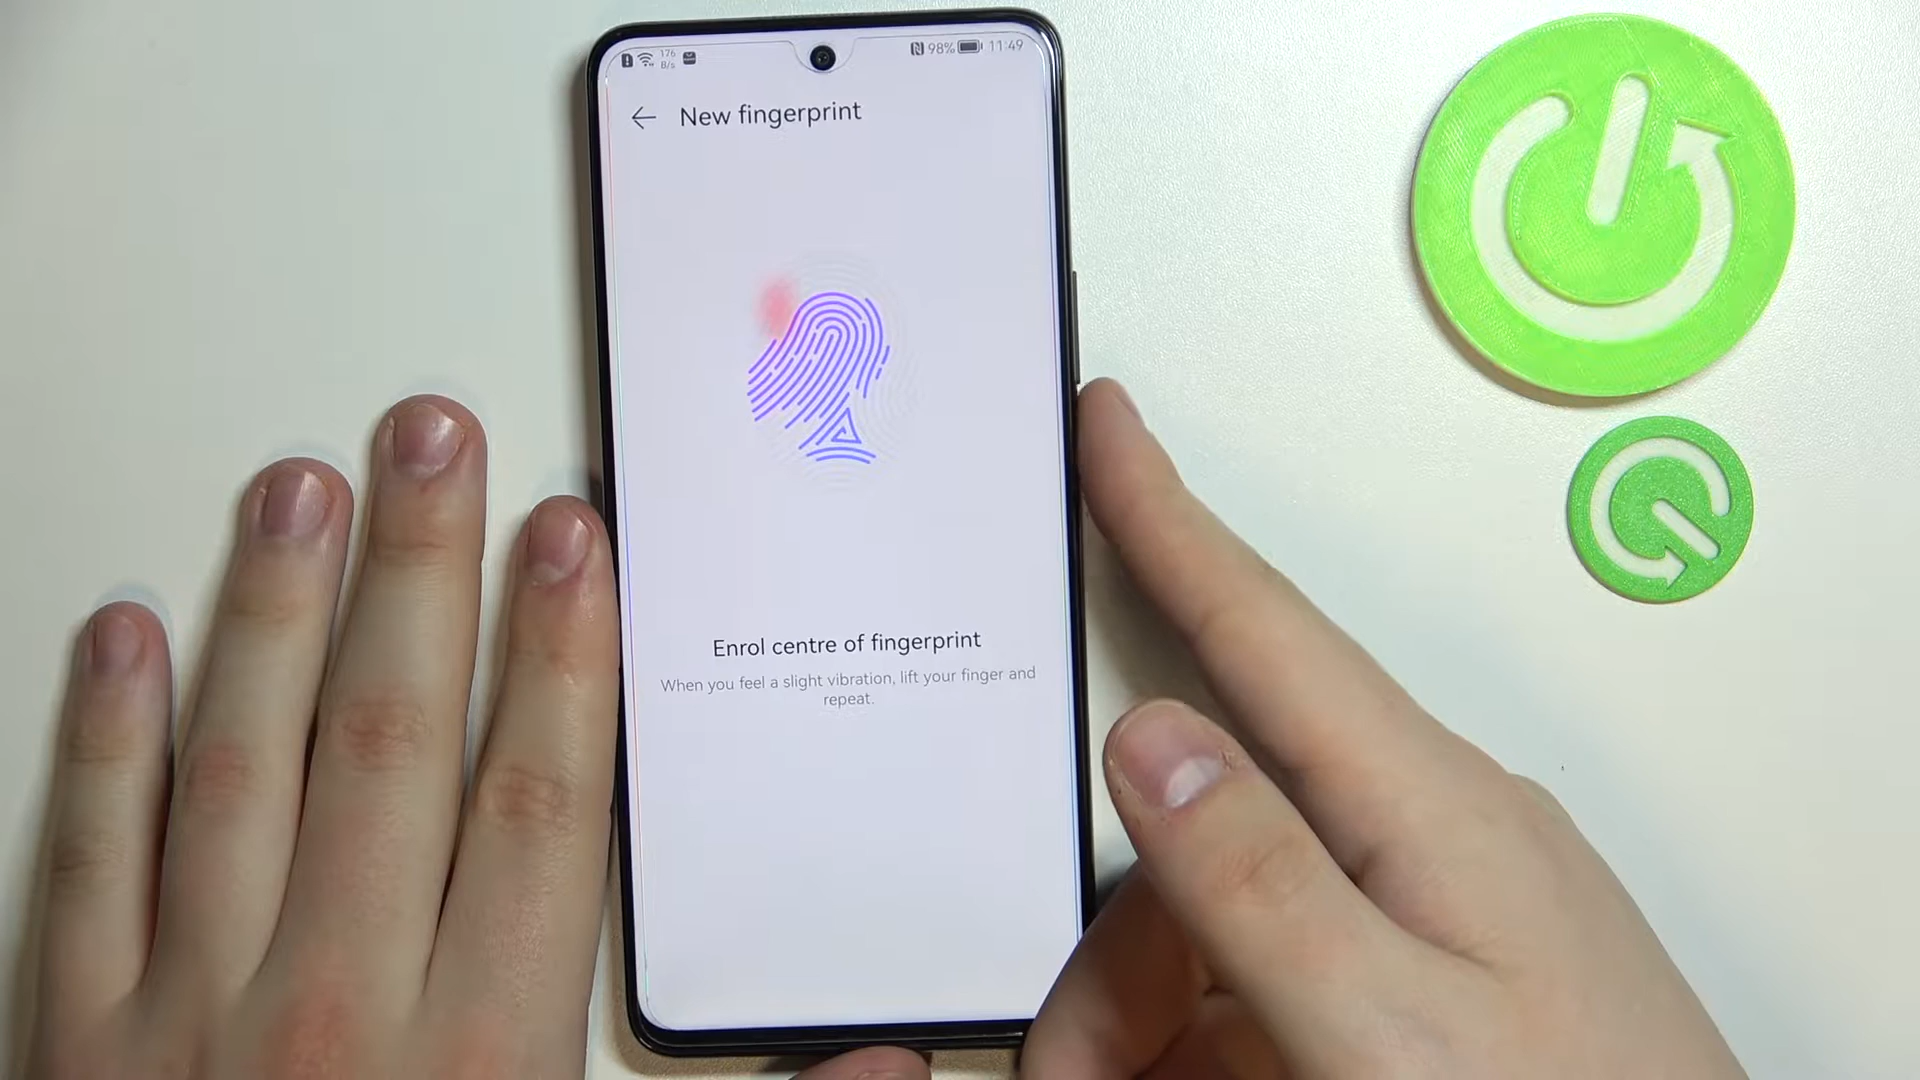 176
B/s
98%
11:49
New fingerprint
Enrol centre of fingerprint
When you feel a slight vibration, lift your finger and
repeat.